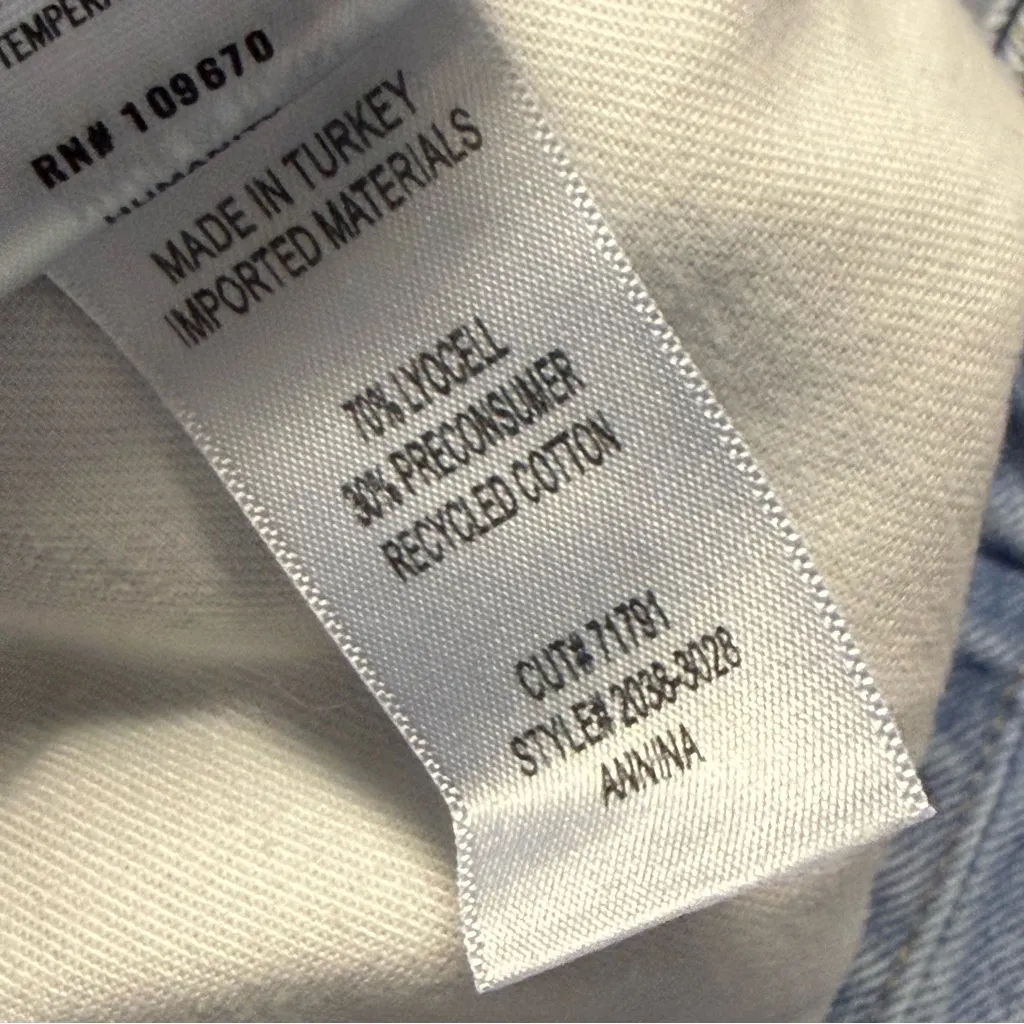 RN# 109670
MADE IN TURKEY
IMPORTED MATERIALS
70% LYOCELL
30% PRECONSUMER
RECYCLED COTTON
CUT# 71791
STYLE# 2038-3028
ANNINA